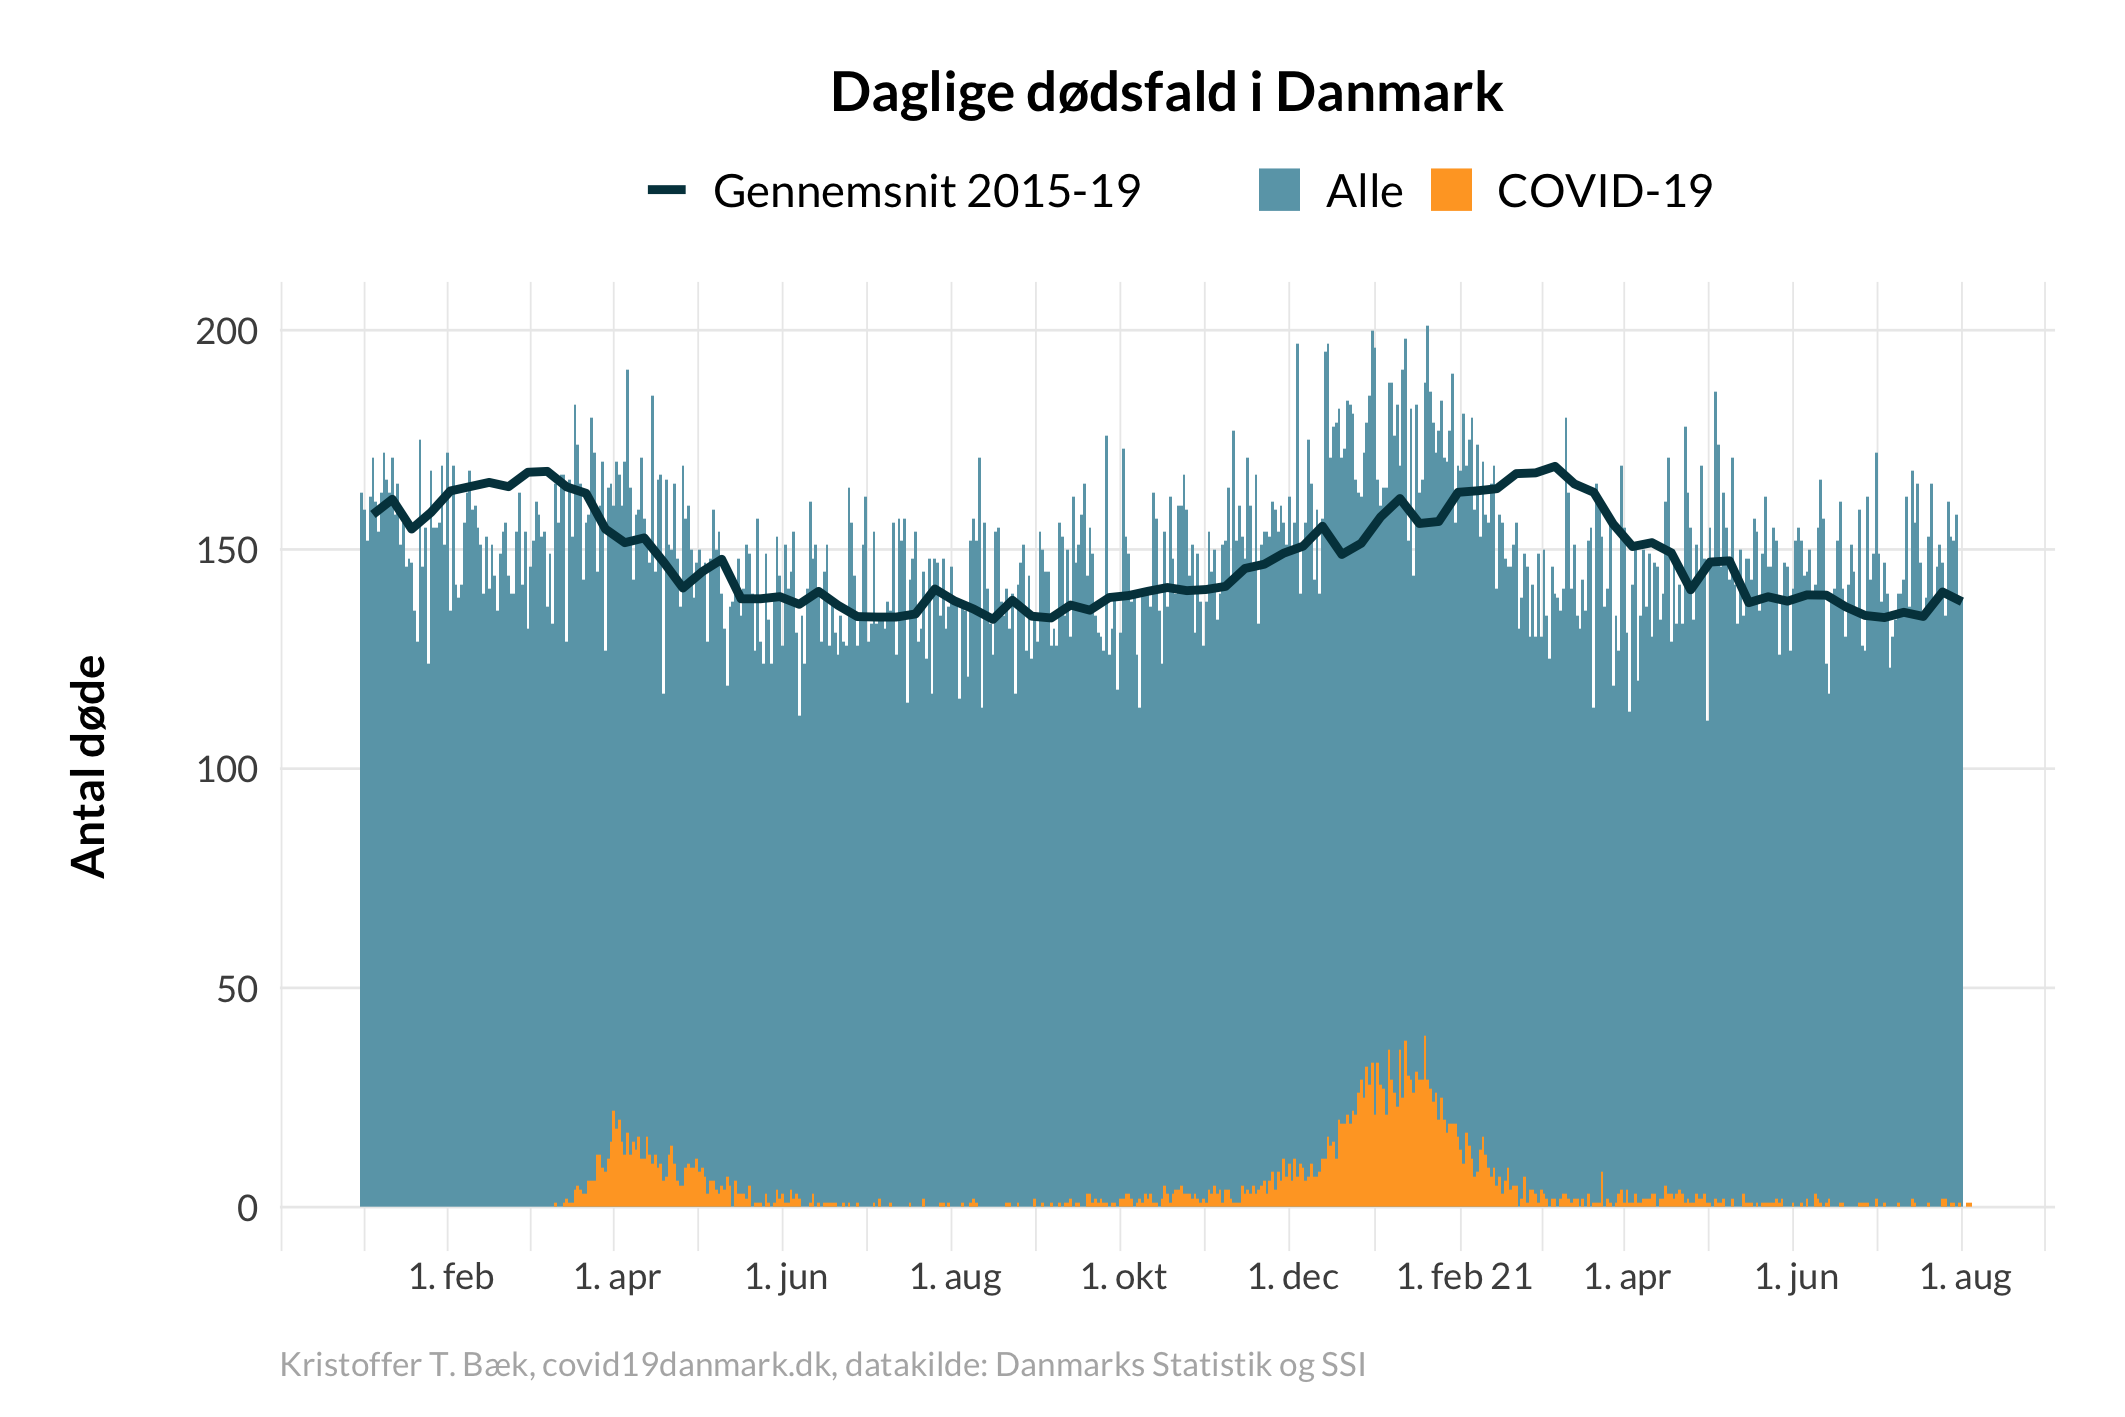 Daglige dødsfald i Danmark
Gennemsnit 2015-19 Alle COVID-19
Antal døde
200
150
100
50
0
1. feb 1. apr 1. jun 1. aug 1. okt 1. dec 1. feb 21 1. apr 1. jun 1. aug
Kristoffer T. Bæk, covid19danmark.dk, datakilde: Danmarks Statistik og SSI